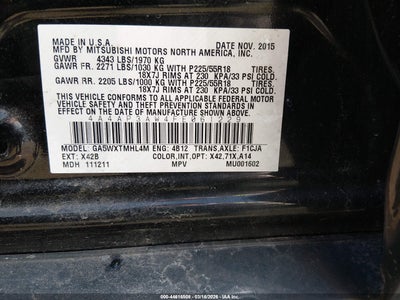 MADE IN U.S.A. DATE NOV. 2015
MFD BY MITSUBISHI MOTORS NORTH AMERICA, INC.
GVWR 4343 LBS/1970 KG
GAWR FR. 2271 LBS/1030 KG WITH P225/55R18 TIRES,
18X7J RIMS AT 230 KPA/33 PSI COLD.
GAWR RR. 2205 LBS/1000 KG WITH P225/55R18 TIRES,
18X7J RIMS AT 230 KPA/33 PSI COLD.
THIS VEHICLE CONFORMS TO ALL APPLICABLE FEDERAL MOTOR
VEHICLE SAFETY AND THEFT PREVENTION STANDARDS IN
EFFECT ON THE DATE OF MANUFACTURE SHOWN ABOVE.
MODEL: GA5WXTMHL4M ENG: 4B12 TRANS,AXLE: F1CJA
EXT: X42B COLOR,INT,OPT: X42,71X,A14
MDH 111211 MPV MU001502